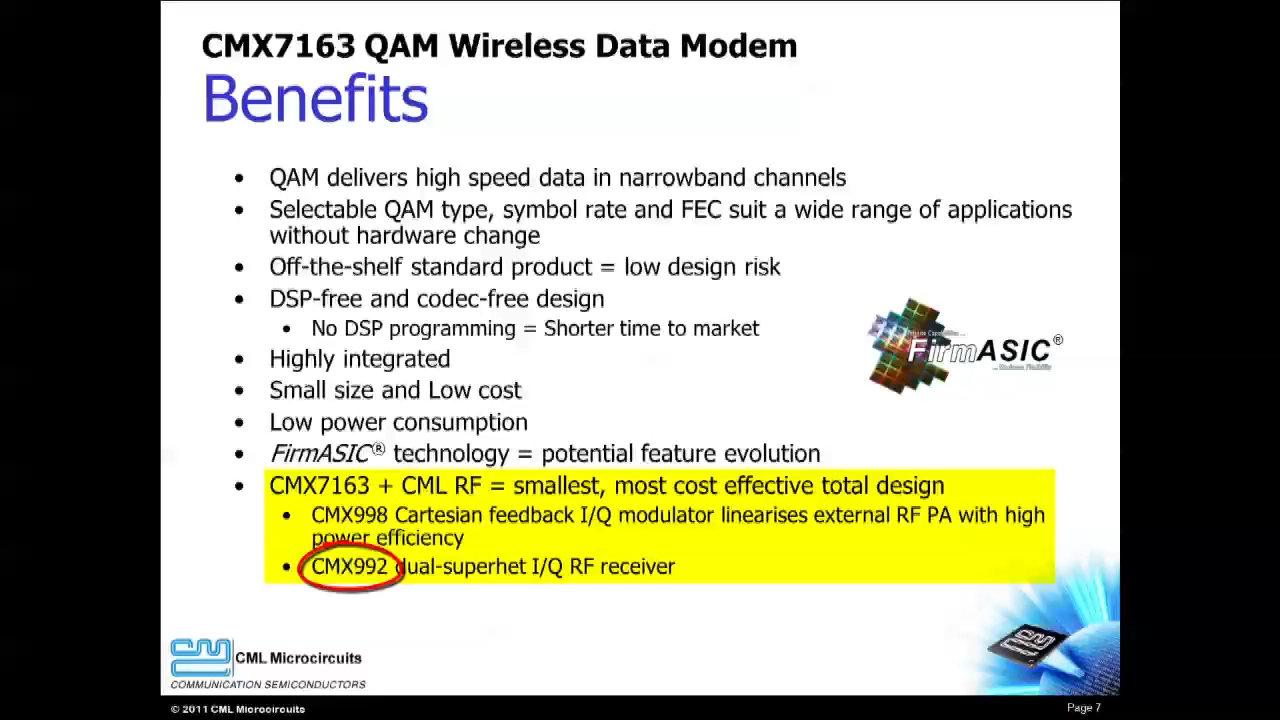 CMX7163 QAM Wireless Data Modem
Benefits
• QAM delivers high speed data in narrowband channels
• Selectable QAM type, symbol rate and FEC suit a wide range of applications
without hardware change
• Off-the-shelf standard product = low design risk
• DSP-free and codec-free design
• No DSP programming = Shorter time to market
• Highly integrated
• Small size and Low cost
• Low power consumption
• FirmASIC® technology = potential feature evolution
• CMX7163 + CML RF = smallest, most cost effective total design
• CMX998 Cartesian feedback I/Q modulator linearises external RF PA with high
power efficiency
• CMX992 dual-superhet I/Q RF receiver
FirmASIC®
CML Microcircuits
COMMUNICATION SEMICONDUCTORS
© 2011 CML Microcircuits
Page 7